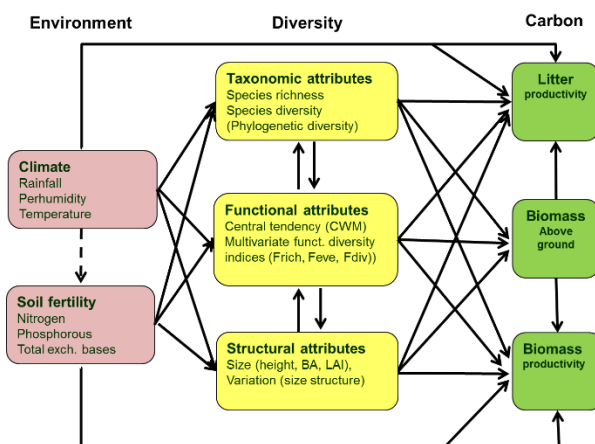 Environment
Diversity
Carbon
Taxonomic attributes
Species richness
Species diversity
(Phylogenetic diversity)
Litter
productivity
Climate
Rainfall
Perhumidity
Temperature
Functional attributes
Central tendency (CWM)
Multivariate funct. diversity
indices (Frich, Feve, Fdiv))
Biomass
Above
ground
Soil fertility
Nitrogen
Phosphorous
Total exch. bases
Structural attributes
Size (height, BA, LAI),
Variation (size structure)
Biomass
productivity